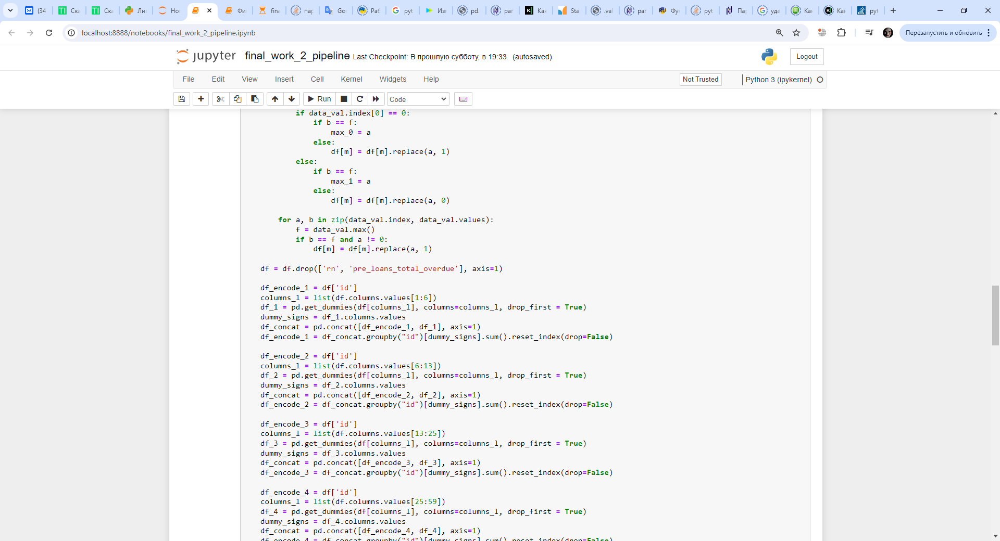 (34
Ска
Ска
Ли
Но
Фи
fina
пар
Goo
Раб
pyt
Изм
pd.
par
Как
Sta
.val
par
Фу
pyt
Па
уда
Как
Как
pyt
localhost:8888/notebooks/final_work_2_pipeline.ipynb
Перезапустить и обновить
jupyter final_work_2_pipeline Last Checkpoint: В прошлую субботу, в 19:33 (autosaved)
Logout
File Edit View Insert Cell Kernel Widgets Help
Not Trusted
Python 3 (ipykernel)
Run
Code
if data_val.index[0] == 0:
if b == f:
max_0 = a
else:
df[m] = df[m].replace(a, 1)
else:
if b == f:
max_1 = a
else:
df[m] = df[m].replace(a, 0)
for a, b in zip(data_val.index, data_val.values):
f = data_val.max()
if b == f and a != 0:
df[m] = df[m].replace(a, 1)
df = df.drop(['rn', 'pre_loans_total_overdue'], axis=1)
df_encode_1 = df['id']
columns_l = list(df.columns.values[1:6])
df_1 = pd.get_dummies(df[columns_l], columns=columns_l, drop_first = True)
dummy_signs = df_1.columns.values
df_concat = pd.concat([df_encode_1, df_1], axis=1)
df_encode_1 = df_concat.groupby("id")[dummy_signs].sum().reset_index(drop=False)
df_encode_2 = df['id']
columns_l = list(df.columns.values[6:13])
df_2 = pd.get_dummies(df[columns_l], columns=columns_l, drop_first = True)
dummy_signs = df_2.columns.values
df_concat = pd.concat([df_encode_2, df_2], axis=1)
df_encode_2 = df_concat.groupby("id")[dummy_signs].sum().reset_index(drop=False)
df_encode_3 = df['id']
columns_l = list(df.columns.values[13:25])
df_3 = pd.get_dummies(df[columns_l], columns=columns_l, drop_first = True)
dummy_signs = df_3.columns.values
df_concat = pd.concat([df_encode_3, df_3], axis=1)
df_encode_3 = df_concat.groupby("id")[dummy_signs].sum().reset_index(drop=False)
df_encode_4 = df['id']
columns_l = list(df.columns.values[25:59])
df_4 = pd.get_dummies(df[columns_l], columns=columns_l, drop_first = True)
dummy_signs = df_4.columns.values
df_concat = pd.concat([df_encode_4, df_4], axis=1)
df_encode_4 = df_concat.groupby("id")[dummy_signs].sum().reset_index(drop=False)